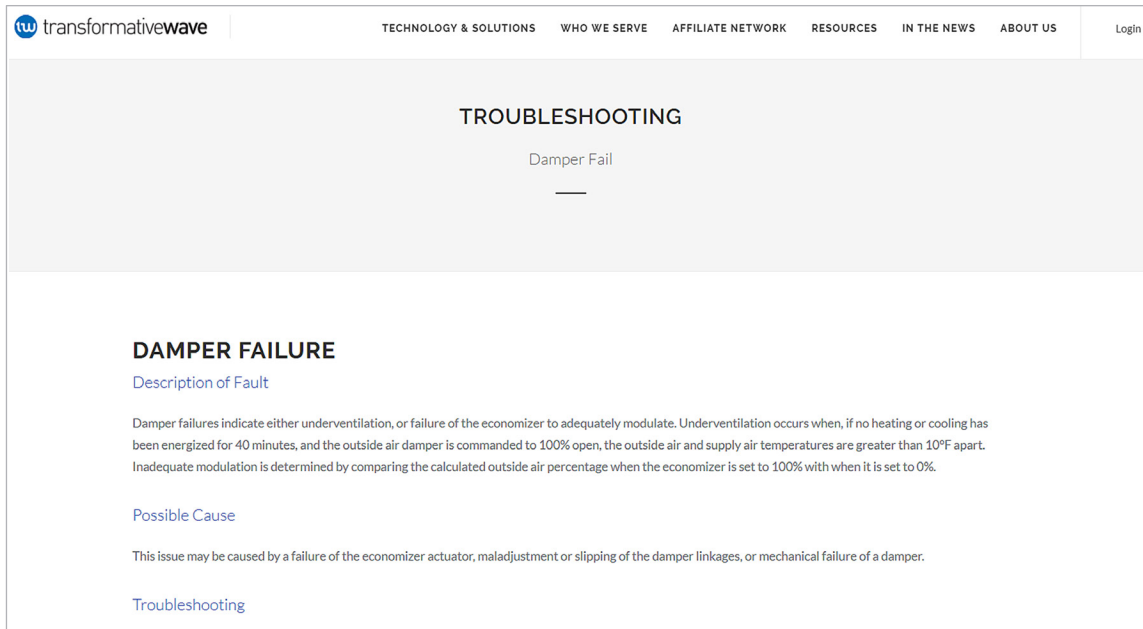 tw transformativewave
TECHNOLOGY & SOLUTIONS WHO WE SERVE AFFILIATE NETWORK RESOURCES IN THE NEWS ABOUT US Login
TROUBLESHOOTING
Damper Fail
DAMPER FAILURE
Description of Fault
Damper failures indicate either underventilation, or failure of the economizer to adequately modulate. Underventilation occurs when, if no heating or cooling has
been energized for 40 minutes, and the outside air damper is commanded to 100% open, the outside air and supply air temperatures are greater than 10°F apart.
Inadequate modulation is determined by comparing the calculated outside air percentage when the economizer is set to 100% with when it is set to 0%.
Possible Cause
This issue may be caused by a failure of the economizer actuator, maladjustment or slipping of the damper linkages, or mechanical failure of a damper.
Troubleshooting